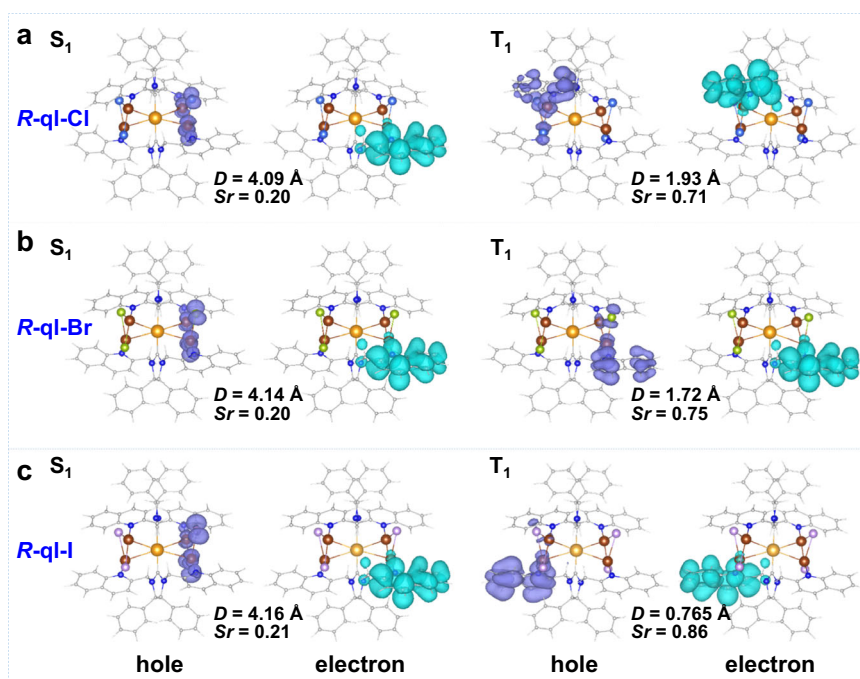 a S₁ T₁
R-ql-Cl
D = 4.09 Å D = 1.93 Å
Sr = 0.20 Sr = 0.71
b S₁ T₁
R-ql-Br
D = 4.14 Å D = 1.72 Å
Sr = 0.20 Sr = 0.75
c S₁ T₁
R-ql-I
D = 4.16 Å D = 0.765 Å
Sr = 0.21 Sr = 0.86
hole electron hole electron